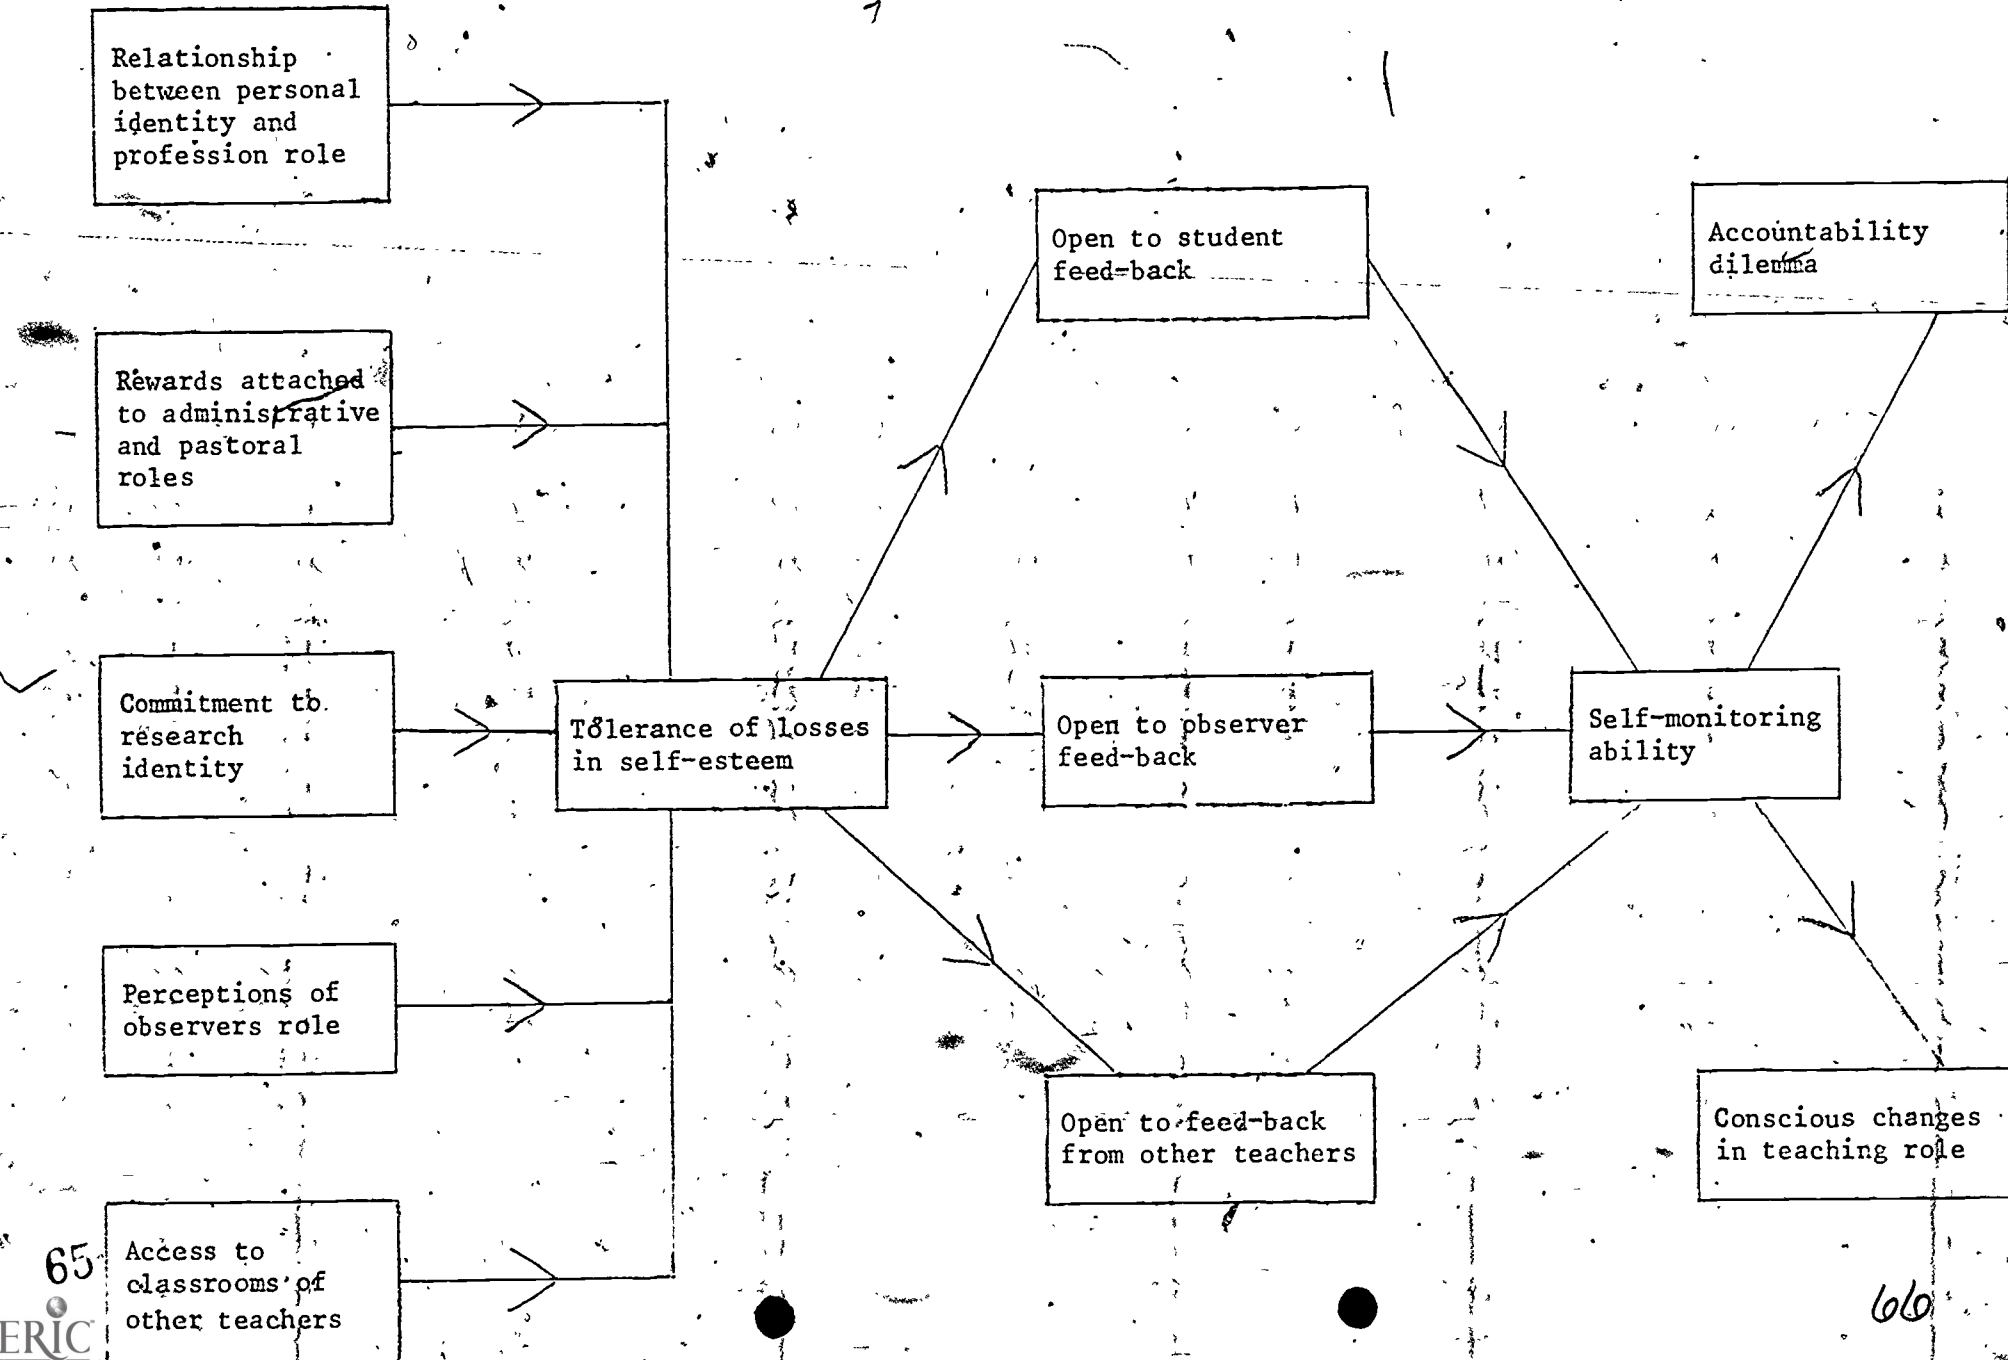 Relationship
between personal
identity and
profession role
Rewards attached
to administrative
and pastoral
roles
Commitment to
research
identity
Perceptions of
observers role
Access to
classrooms of
other teachers
Tolerance of losses
in self-esteem
Open to student
feed-back
Open to observer
feed-back
Open to feed-back
from other teachers
Self-monitoring
ability
Accountability
dilemma
Conscious changes
in teaching role
65
66
ERIC